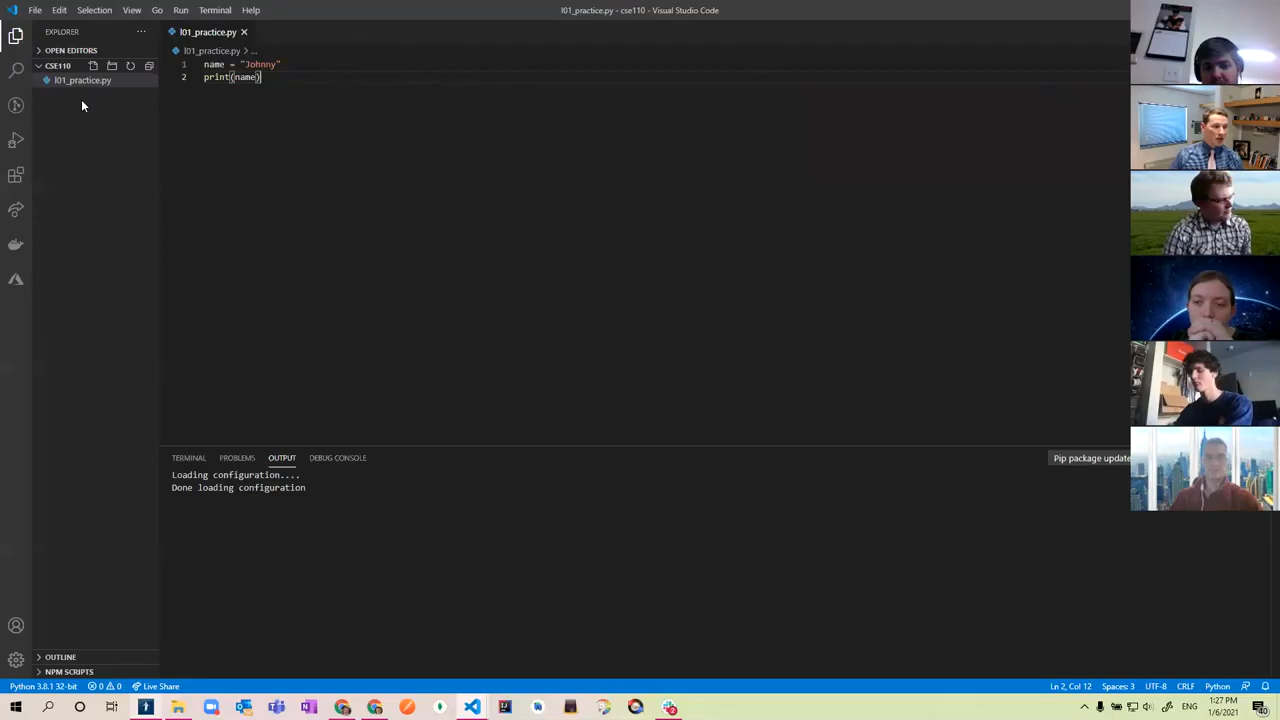 File Edit Selection View Go Run Terminal Help
l01_practice.py - cse110 - Visual Studio Code
EXPLORER
OPEN EDITORS
CSE110
l01_practice.py
OUTLINE
NPM SCRIPTS
l01_practice.py
l01_practice.py > ...
1 name = "Johnny"
2 print(name)
TERMINAL PROBLEMS OUTPUT DEBUG CONSOLE
Pip package update
Loading configuration....
Done loading configuration
Python 3.8.1 32-bit 0 0 Live Share
Ln 2, Col 12 Spaces: 3 UTF-8 CRLF Python
ENG
1:27 PM
1/6/2021
40